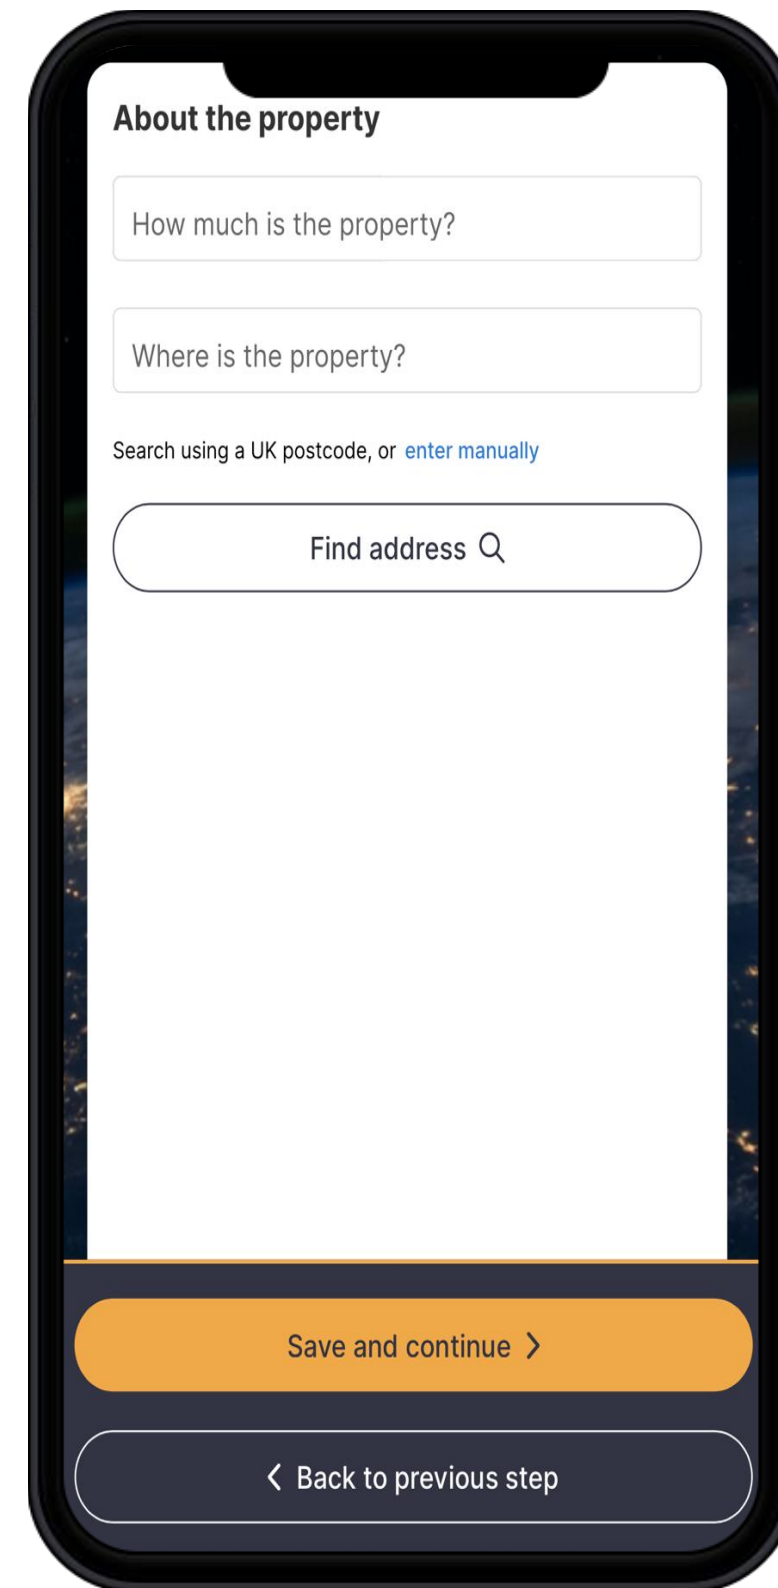 About the property
How much is the property?
Where is the property?
Search using a UK postcode, or enter manually
Find address
Save and continue
Back to previous step